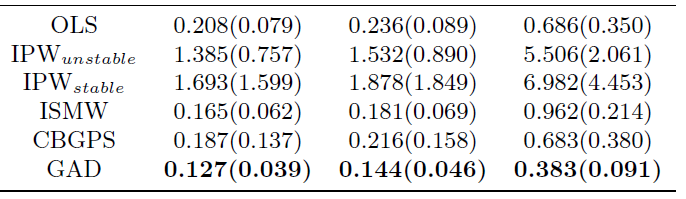 OLS 0.208(0.079) 0.236(0.089) 0.686(0.350)
IPWunstable 1.385(0.757) 1.532(0.890) 5.506(2.061)
IPWstable 1.693(1.599) 1.878(1.849) 6.982(4.453)
ISMW 0.165(0.062) 0.181(0.069) 0.962(0.214)
CBGPS 0.187(0.137) 0.216(0.158) 0.683(0.380)
GAD 0.127(0.039) 0.144(0.046) 0.383(0.091)